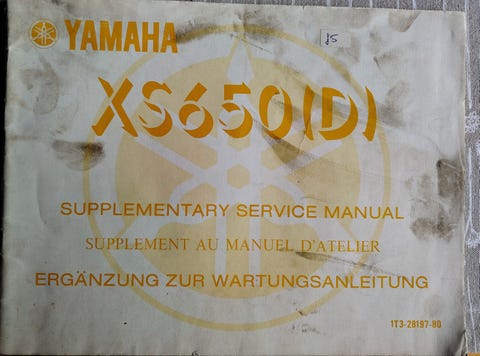 YAMAHA
XS650(D)
SUPPLEMENTARY SERVICE MANUAL
SUPPLEMENT AU MANUEL D'ATELIER
ERGÄNZUNG ZUR WARTUNGSANLEITUNG
1T3-28197-80